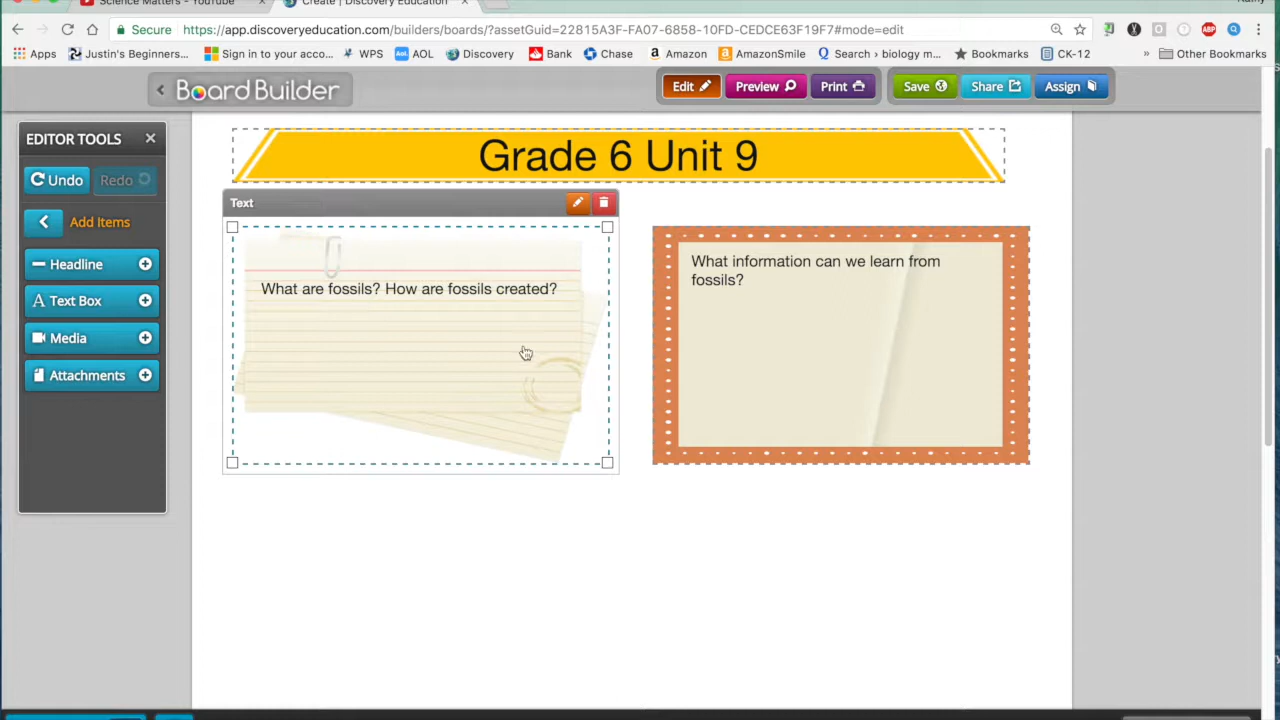 Science Matters - YouTube
Create | Discovery Education
Secure https://app.discoveryeducation.com/builders/boards/?assetGuid=22815A3F-FA07-6858-10FD-CEDCE63F19F7#mode=edit
Apps Justin's Beginners... Sign in to your acco... WPS AOL Discovery Bank Chase Amazon AmazonSmile Search › biology m... Bookmarks CK-12 » Other Bookmarks
Board Builder
Edit Preview Print Save Share Assign
EDITOR TOOLS
Undo Redo
Add Items
Headline
Text Box
Media
Attachments
Grade 6 Unit 9
Text
What are fossils? How are fossils created?
What information can we learn from
fossils?